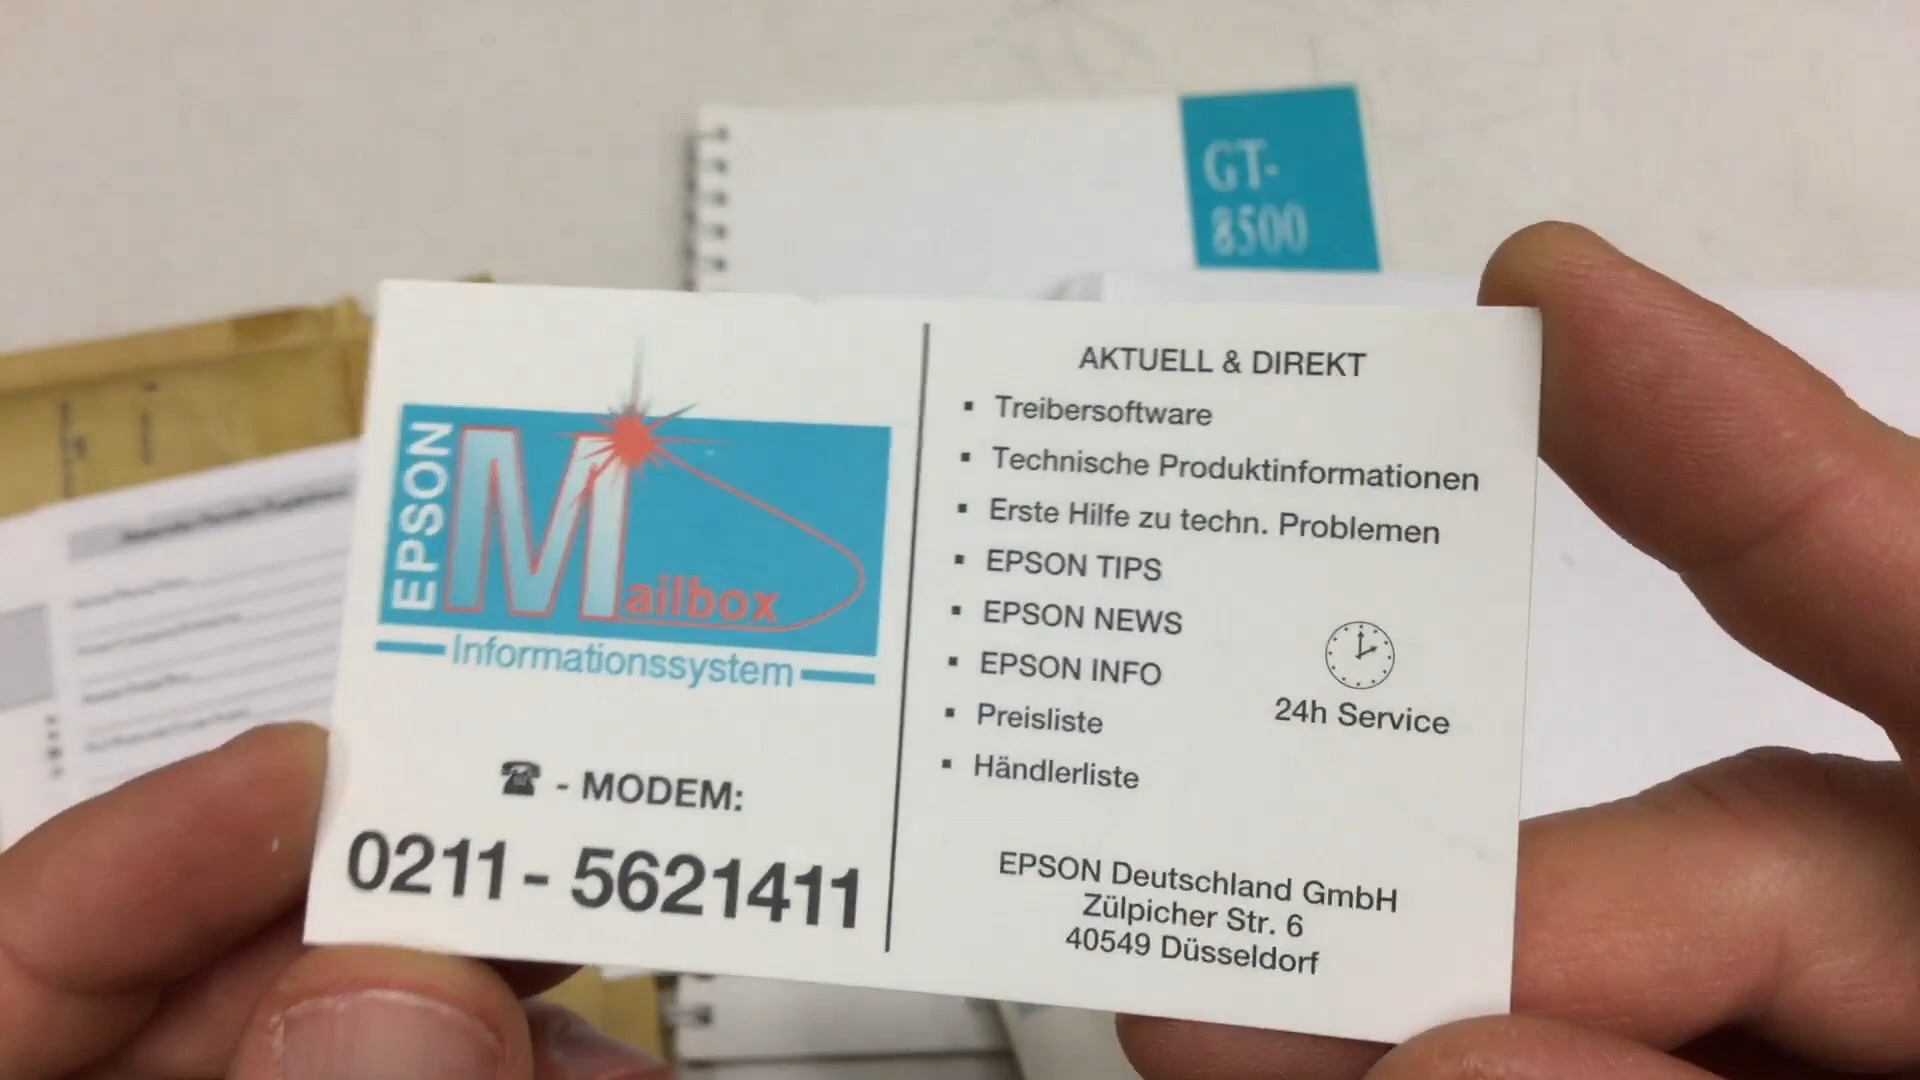 GT-
8500
EPSON
Mailbox
Informationssystem
☎ - MODEM:
0211 - 5621411
AKTUELL & DIREKT
▪ Treibersoftware
▪ Technische Produktinformationen
▪ Erste Hilfe zu techn. Problemen
▪ EPSON TIPS
▪ EPSON NEWS
▪ EPSON INFO
▪ Preisliste
▪ Händlerliste
24h Service
EPSON Deutschland GmbH
Zülpicher Str. 6
40549 Düsseldorf